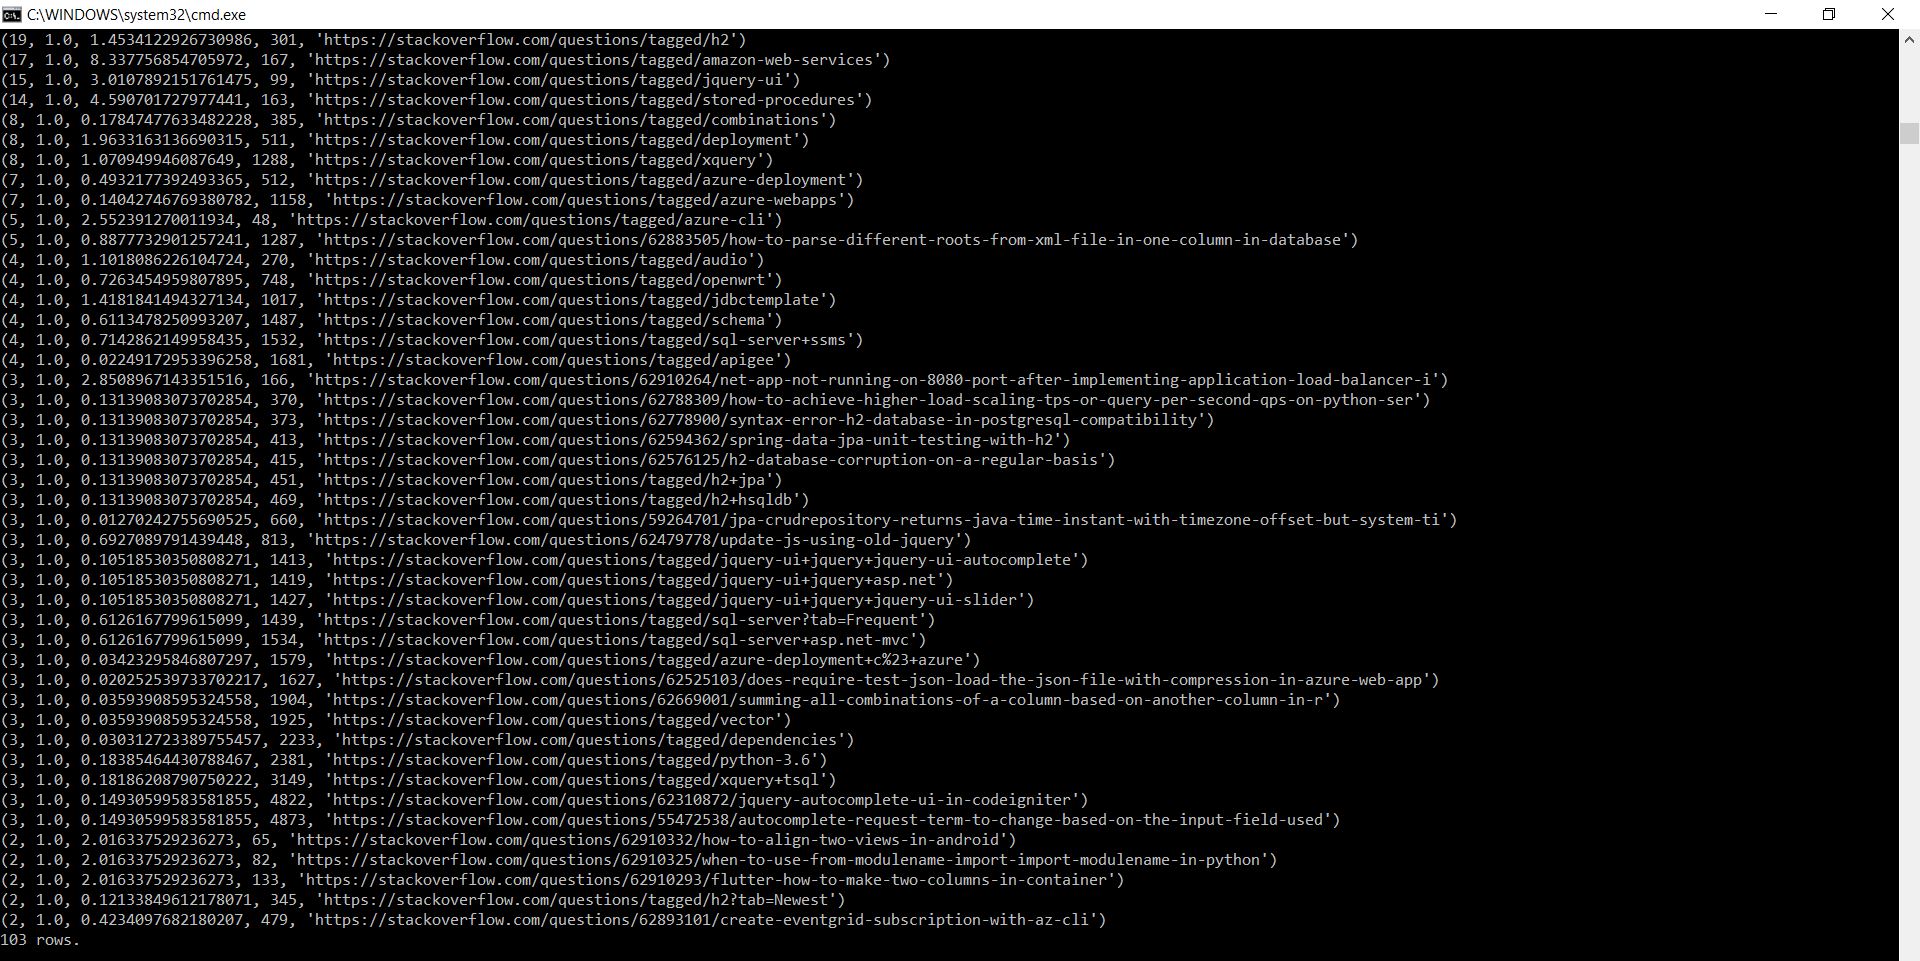 C:\WINDOWS\system32\cmd.exe
(19, 1.0, 1.4534122926730986, 301, 'https://stackoverflow.com/questions/tagged/h2')
(17, 1.0, 8.337756854705972, 167, 'https://stackoverflow.com/questions/tagged/amazon-web-services')
(15, 1.0, 3.0107892151761475, 99, 'https://stackoverflow.com/questions/tagged/jquery-ui')
(14, 1.0, 4.590701727977441, 163, 'https://stackoverflow.com/questions/tagged/stored-procedures')
(8, 1.0, 0.17847477633482228, 385, 'https://stackoverflow.com/questions/tagged/combinations')
(8, 1.0, 1.9633163136690315, 511, 'https://stackoverflow.com/questions/tagged/deployment')
(8, 1.0, 1.070949946087649, 1288, 'https://stackoverflow.com/questions/tagged/xquery')
(7, 1.0, 0.4932177392493365, 512, 'https://stackoverflow.com/questions/tagged/azure-deployment')
(7, 1.0, 0.14042746769380782, 1158, 'https://stackoverflow.com/questions/tagged/azure-webapps')
(5, 1.0, 2.552391270011934, 48, 'https://stackoverflow.com/questions/tagged/azure-cli')
(5, 1.0, 0.8877732901257241, 1287, 'https://stackoverflow.com/questions/62883505/how-to-parse-different-roots-from-xml-file-in-one-column-in-database')
(4, 1.0, 1.1018086226104724, 270, 'https://stackoverflow.com/questions/tagged/audio')
(4, 1.0, 0.7263454959807895, 748, 'https://stackoverflow.com/questions/tagged/openwrt')
(4, 1.0, 1.4181841494327134, 1017, 'https://stackoverflow.com/questions/tagged/jdbctemplate')
(4, 1.0, 0.6113478250993207, 1487, 'https://stackoverflow.com/questions/tagged/schema')
(4, 1.0, 0.7142862149958435, 1532, 'https://stackoverflow.com/questions/tagged/sql-server+ssms')
(4, 1.0, 0.02249172953396258, 1681, 'https://stackoverflow.com/questions/tagged/apigee')
(3, 1.0, 2.8508967143351516, 166, 'https://stackoverflow.com/questions/62910264/net-app-not-running-on-8080-port-after-implementing-application-load-balancer-i')
(3, 1.0, 0.13139083073702854, 370, 'https://stackoverflow.com/questions/62788309/how-to-achieve-higher-load-scaling-tps-or-query-per-second-qps-on-python-ser')
(3, 1.0, 0.13139083073702854, 373, 'https://stackoverflow.com/questions/62778900/syntax-error-h2-database-in-postgresql-compatibility')
(3, 1.0, 0.13139083073702854, 413, 'https://stackoverflow.com/questions/62594362/spring-data-jpa-unit-testing-with-h2')
(3, 1.0, 0.13139083073702854, 415, 'https://stackoverflow.com/questions/62576125/h2-database-corruption-on-a-regular-basis')
(3, 1.0, 0.13139083073702854, 451, 'https://stackoverflow.com/questions/tagged/h2+jpa')
(3, 1.0, 0.13139083073702854, 469, 'https://stackoverflow.com/questions/tagged/h2+hsqldb')
(3, 1.0, 0.01270242755690525, 660, 'https://stackoverflow.com/questions/59264701/jpa-crudrepository-returns-java-time-instant-with-timezone-offset-but-system-ti')
(3, 1.0, 0.6927089791439448, 813, 'https://stackoverflow.com/questions/62479778/update-js-using-old-jquery')
(3, 1.0, 0.10518530350808271, 1413, 'https://stackoverflow.com/questions/tagged/jquery-ui+jquery+jquery-ui-autocomplete')
(3, 1.0, 0.10518530350808271, 1419, 'https://stackoverflow.com/questions/tagged/jquery-ui+jquery+asp.net')
(3, 1.0, 0.10518530350808271, 1427, 'https://stackoverflow.com/questions/tagged/jquery-ui+jquery+jquery-ui-slider')
(3, 1.0, 0.6126167799615099, 1439, 'https://stackoverflow.com/questions/tagged/sql-server?tab=Frequent')
(3, 1.0, 0.6126167799615099, 1534, 'https://stackoverflow.com/questions/tagged/sql-server+asp.net-mvc')
(3, 1.0, 0.03423295846807297, 1579, 'https://stackoverflow.com/questions/tagged/azure-deployment+c%23+azure')
(3, 1.0, 0.020252539733702217, 1627, 'https://stackoverflow.com/questions/62525103/does-require-test-json-load-the-json-file-with-compression-in-azure-web-app')
(3, 1.0, 0.03593908595324558, 1904, 'https://stackoverflow.com/questions/62669001/summing-all-combinations-of-a-column-based-on-another-column-in-r')
(3, 1.0, 0.03593908595324558, 1925, 'https://stackoverflow.com/questions/tagged/vector')
(3, 1.0, 0.030312723389755457, 2233, 'https://stackoverflow.com/questions/tagged/dependencies')
(3, 1.0, 0.18385464430788467, 2381, 'https://stackoverflow.com/questions/tagged/python-3.6')
(3, 1.0, 0.18186208790750222, 3149, 'https://stackoverflow.com/questions/tagged/xquery+tsql')
(3, 1.0, 0.14930599583581855, 4822, 'https://stackoverflow.com/questions/62310872/jquery-autocomplete-ui-in-codeigniter')
(3, 1.0, 0.14930599583581855, 4873, 'https://stackoverflow.com/questions/55472538/autocomplete-request-term-to-change-based-on-the-input-field-used')
(2, 1.0, 2.016337529236273, 65, 'https://stackoverflow.com/questions/62910332/how-to-align-two-views-in-android')
(2, 1.0, 2.016337529236273, 82, 'https://stackoverflow.com/questions/62910325/when-to-use-from-modulename-import-import-modulename-in-python')
(2, 1.0, 2.016337529236273, 133, 'https://stackoverflow.com/questions/62910293/flutter-how-to-make-two-columns-in-container')
(2, 1.0, 0.12133849612178071, 345, 'https://stackoverflow.com/questions/tagged/h2?tab=Newest')
(2, 1.0, 0.4234097682180207, 479, 'https://stackoverflow.com/questions/62893101/create-eventgrid-subscription-with-az-cli')
103 rows.